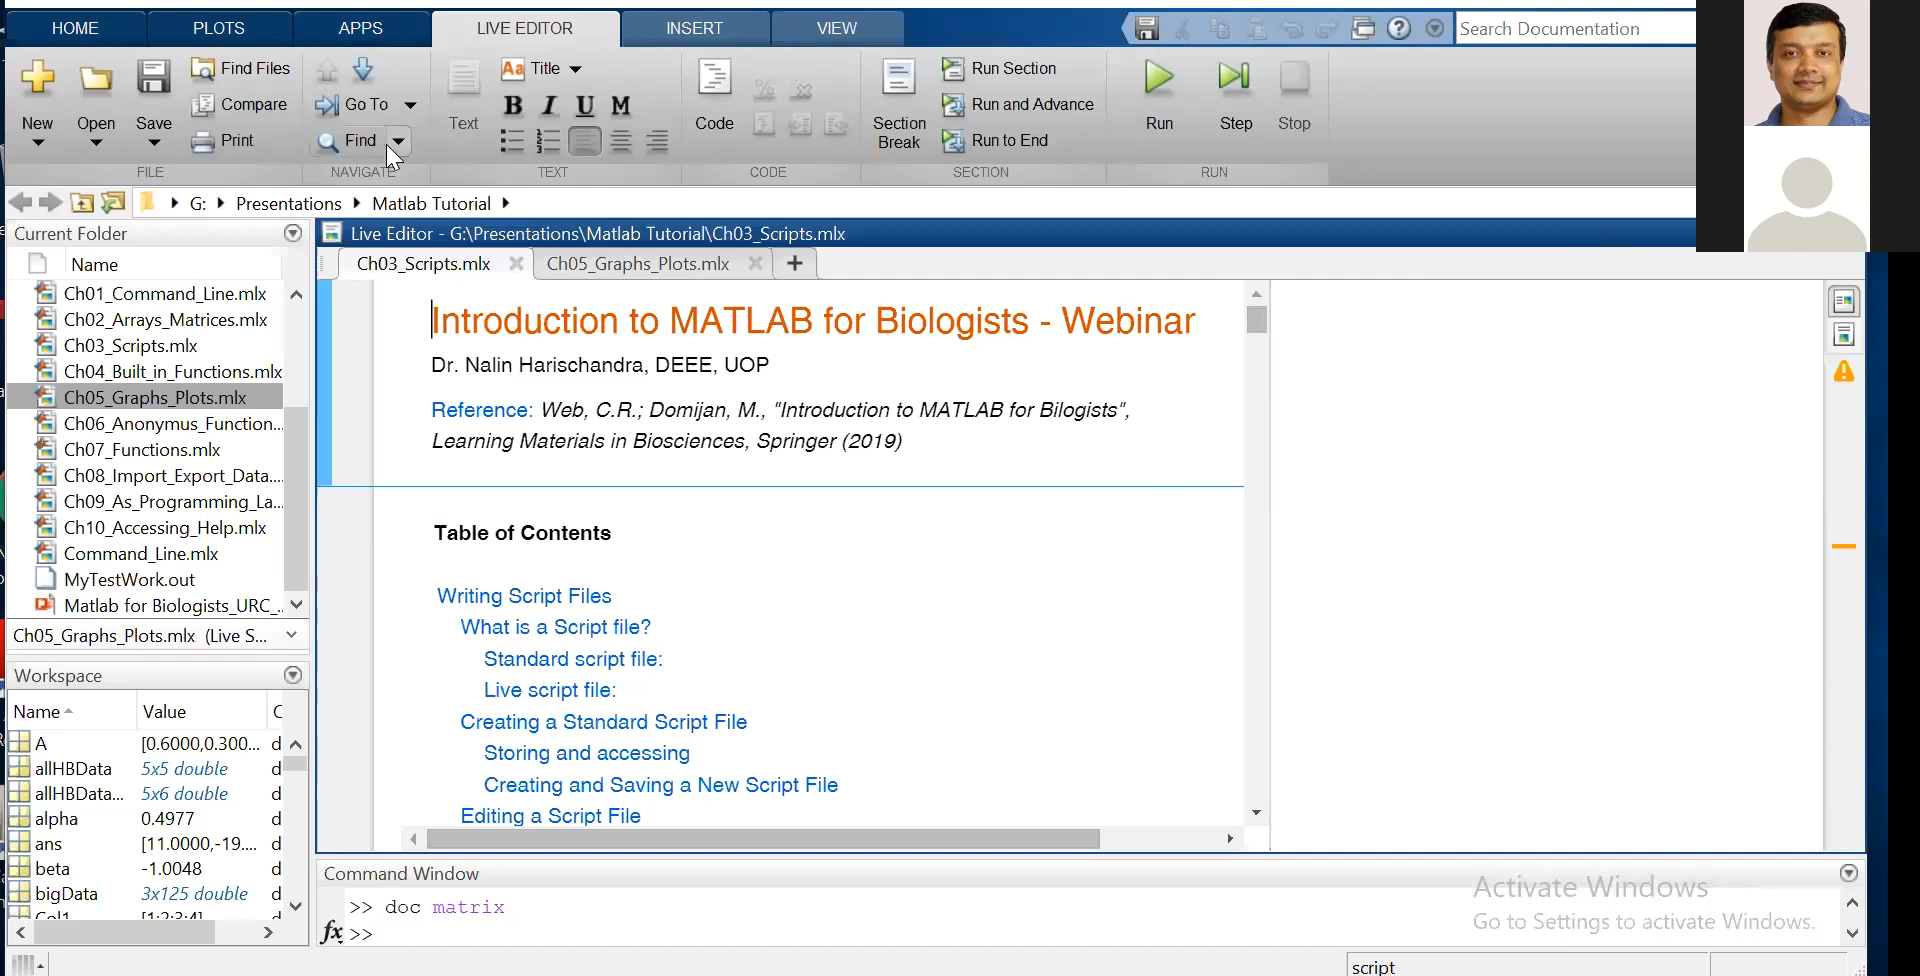 HOME PLOTS APPS LIVE EDITOR INSERT VIEW Search Documentation
New Open Save Find Files Compare Print
FILE
Go To Find
NAVIGATE
Text Aa Title B I U M
TEXT
Code
CODE
Section Break Run Section Run and Advance Run to End
SECTION
Run Step Stop
RUN
G: Presentations Matlab Tutorial
Current Folder
Name
Ch01_Command_Line.mlx
Ch02_Arrays_Matrices.mlx
Ch03_Scripts.mlx
Ch04_Built_in_Functions.mlx
Ch05_Graphs_Plots.mlx
Ch06_Anonymus_Function...
Ch07_Functions.mlx
Ch08_Import_Export_Data....
Ch09_As_Programming_La...
Ch10_Accessing_Help.mlx
Command_Line.mlx
MyTestWork.out
Matlab for Biologists_URC_..
Ch05_Graphs_Plots.mlx (Live S...
Workspace
Name Value C
A [0.6000,0.300... d
allHBData 5x5 double d
allHBData... 5x6 double d
alpha 0.4977 d
ans [11.0000,-19.... d
beta -1.0048 d
bigData 3x125 double d
Col1 [1;2;3;4] d
Live Editor - G:\Presentations\Matlab Tutorial\Ch03_Scripts.mlx
Ch03_Scripts.mlx Ch05_Graphs_Plots.mlx
Introduction to MATLAB for Biologists - Webinar
Dr. Nalin Harischandra, DEEE, UOP
Reference: Web, C.R.; Domijan, M., "Introduction to MATLAB for Bilogists",
Learning Materials in Biosciences, Springer (2019)
Table of Contents
Writing Script Files
What is a Script file?
Standard script file:
Live script file:
Creating a Standard Script File
Storing and accessing
Creating and Saving a New Script File
Editing a Script File
Command Window
>> doc matrix
fx >>
Activate Windows
Go to Settings to activate Windows.
script